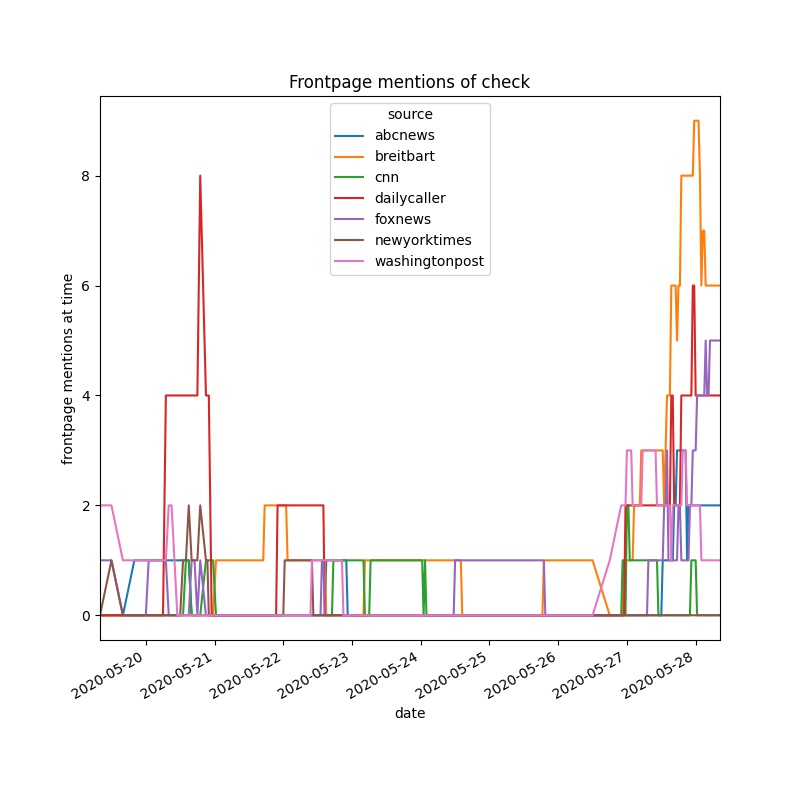 Frontpage mentions of check
source
abcnews
breitbart
cnn
dailycaller
foxnews
newyorktimes
washingtonpost
frontpage mentions at time
8
6
4
2
0
2020-05-20
2020-05-21
2020-05-22
2020-05-23
2020-05-24
2020-05-25
2020-05-26
2020-05-27
2020-05-28
date